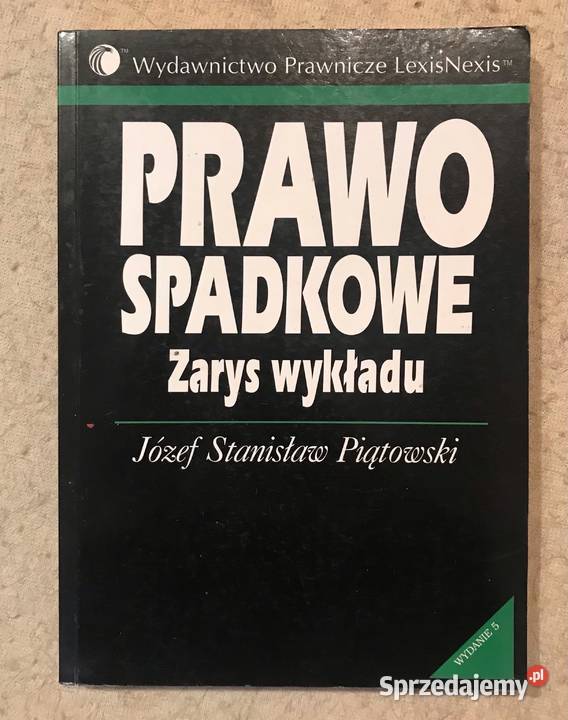 Wydawnictwo Prawnicze LexisNexis™
PRAWO
SPADKOWE
Zarys wykładu
Józef Stanisław Piątowski
WYDANIE 5
Sprzedajemy.pl